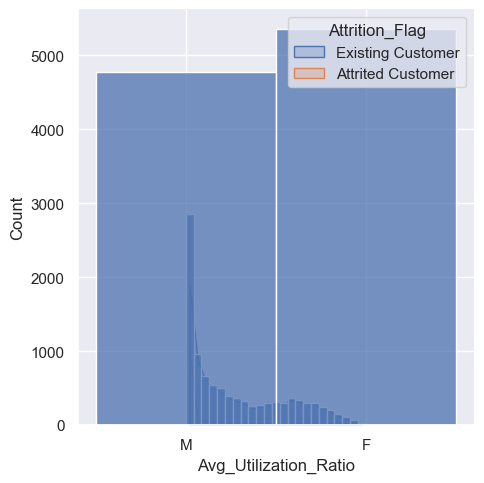 Attrition_Flag
Existing Customer
Attrited Customer
Count
5000
4000
3000
2000
1000
0
M F
Avg_Utilization_Ratio